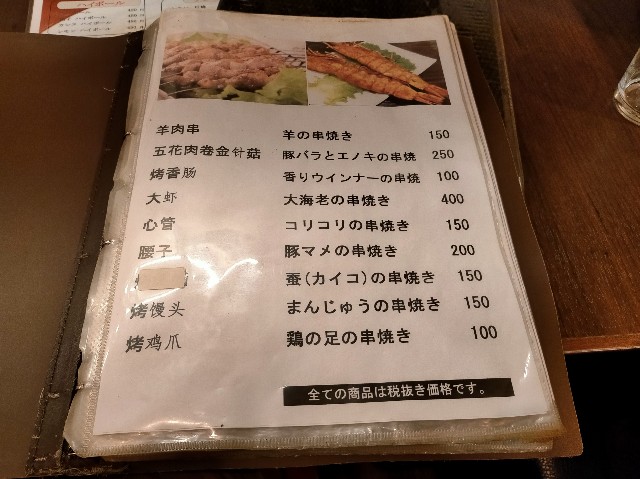 ハイボール
羊肉串 羊の串焼き 150
五花肉卷金针菇 豚バラとエノキの串焼 250
烤香肠 香りウインナーの串焼 100
大虾 大海老の串焼き 400
心管 コリコリの串焼き 150
腰子 豚マメの串焼き 200
蚕(カイコ)の串焼き 150
烤馒头 まんじゅうの串焼き 150
烤鸡爪 鶏の足の串焼き 100
全ての商品は税抜き価格です。